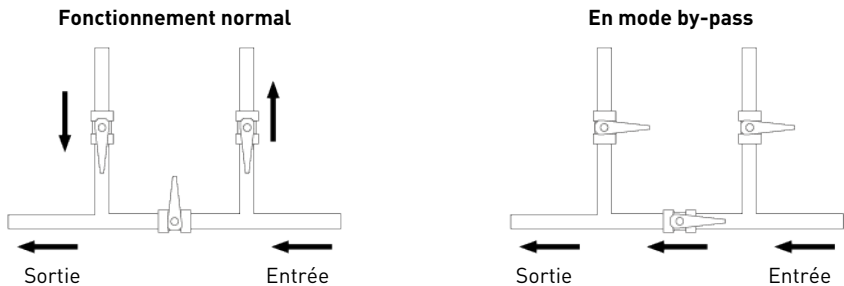 Fonctionnement normal
En mode by-pass
Sortie
Entrée
Sortie
Entrée